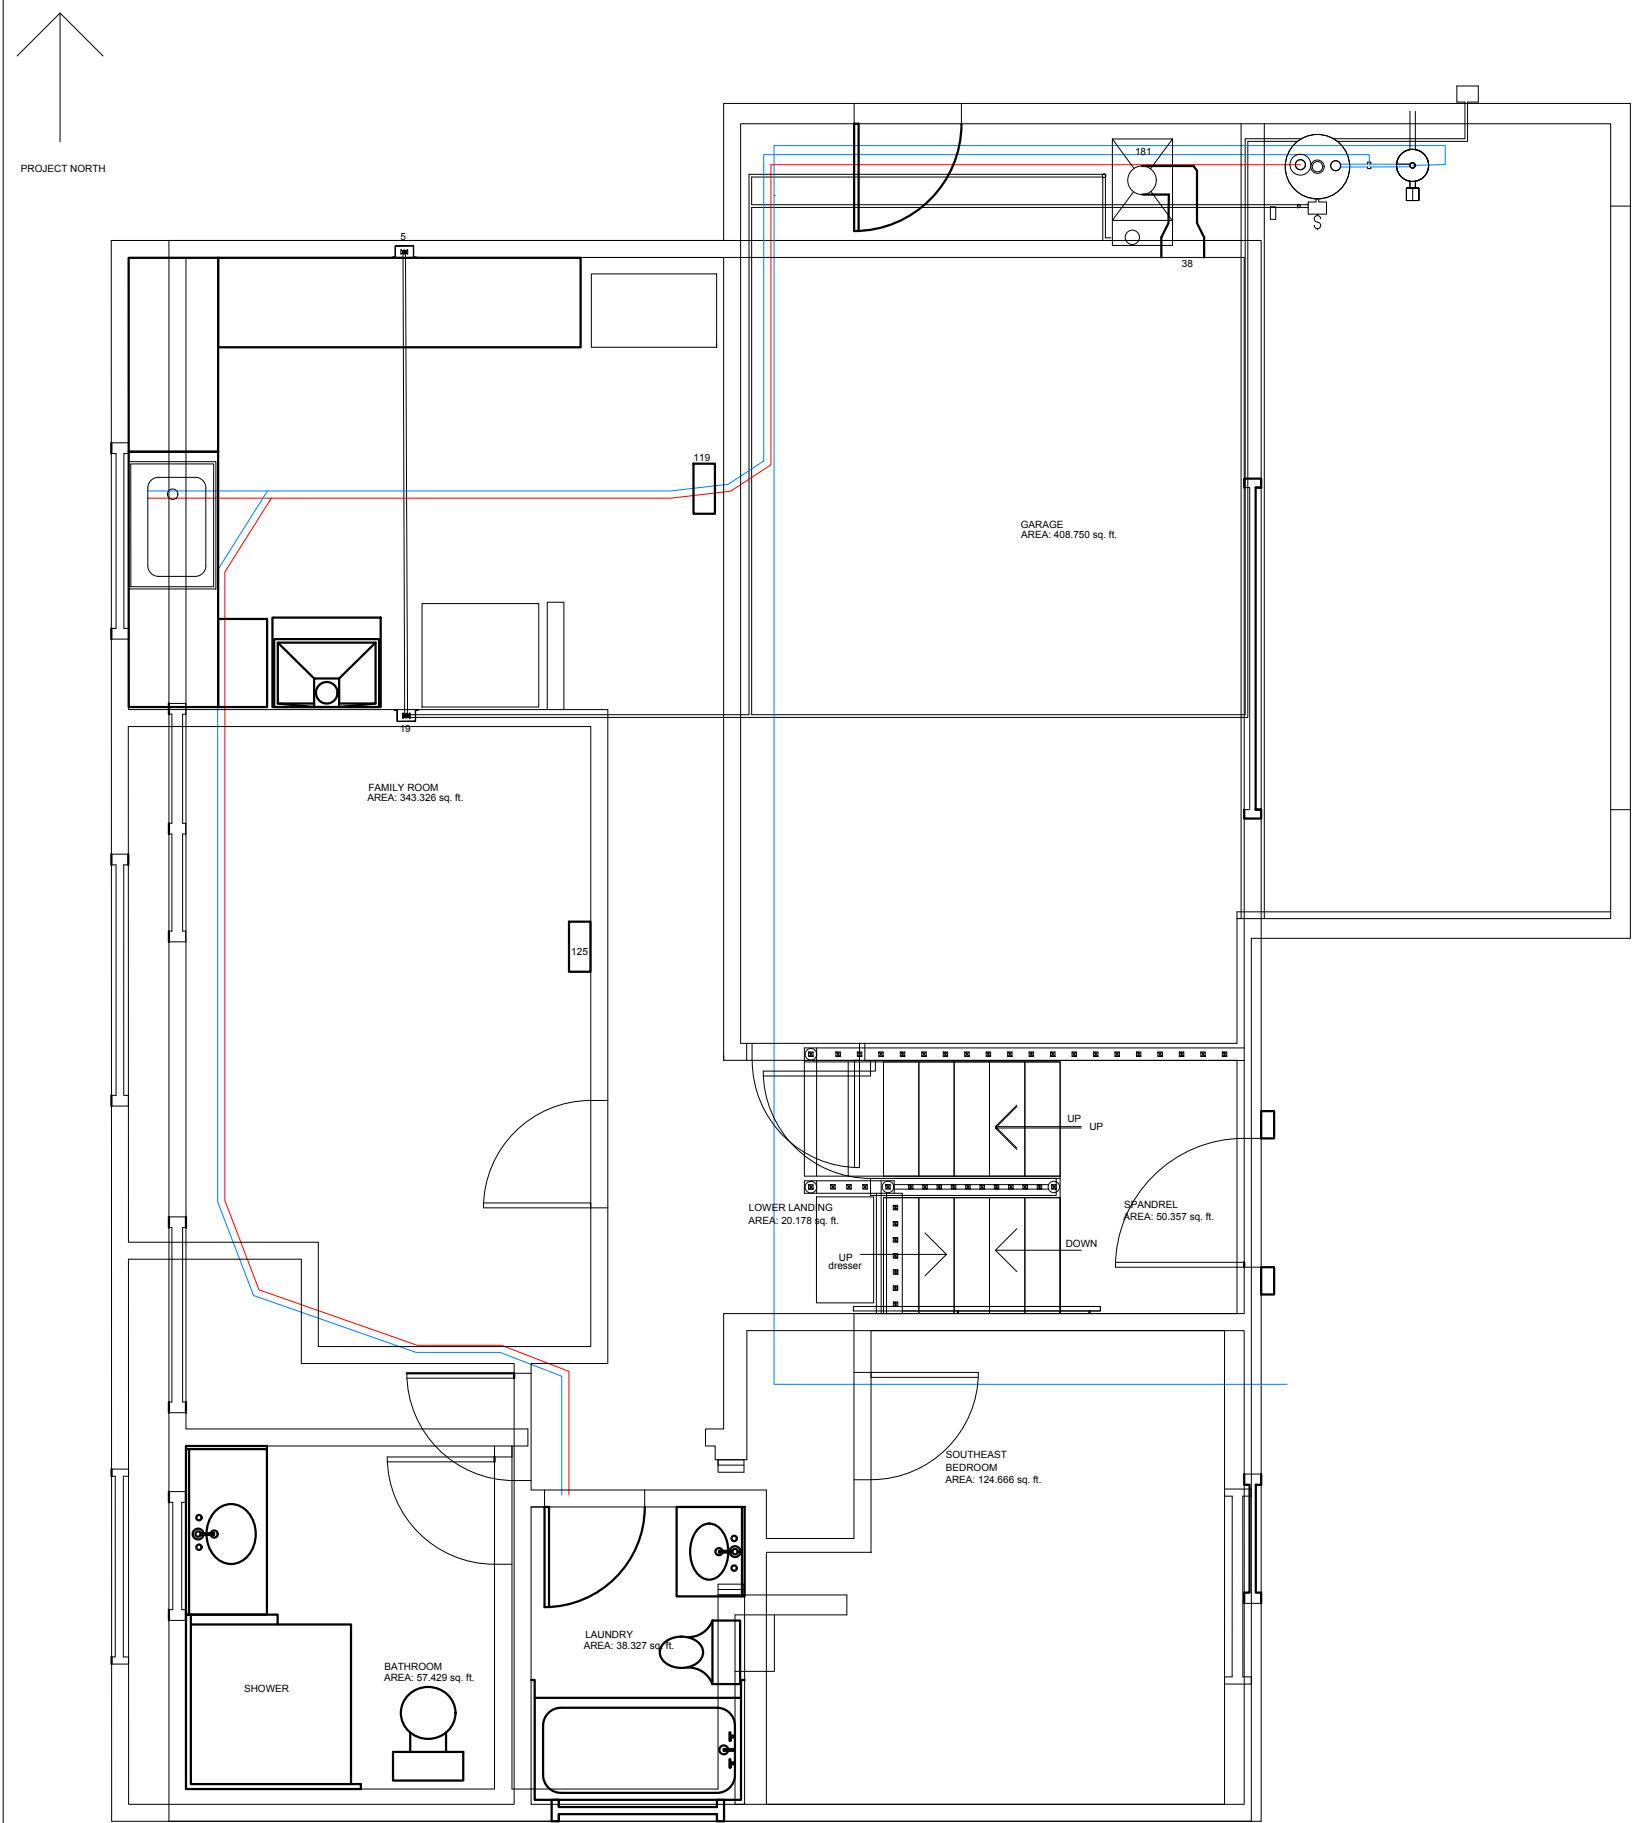 PROJECT NORTH
181
S
5
38
119
GARAGE
AREA: 408.750 sq. ft.
19
FAMILY ROOM
AREA: 343.326 sq. ft.
125
UP
UP
LOWER LANDING
AREA: 20.178 sq. ft.
SPANDREL
AREA: 50.357 sq. ft.
DOWN
UP
dresser
SOUTHEAST
BEDROOM
AREA: 124.666 sq. ft.
LAUNDRY
AREA: 38.327 sq. ft.
BATHROOM
AREA: 57.429 sq. ft.
SHOWER